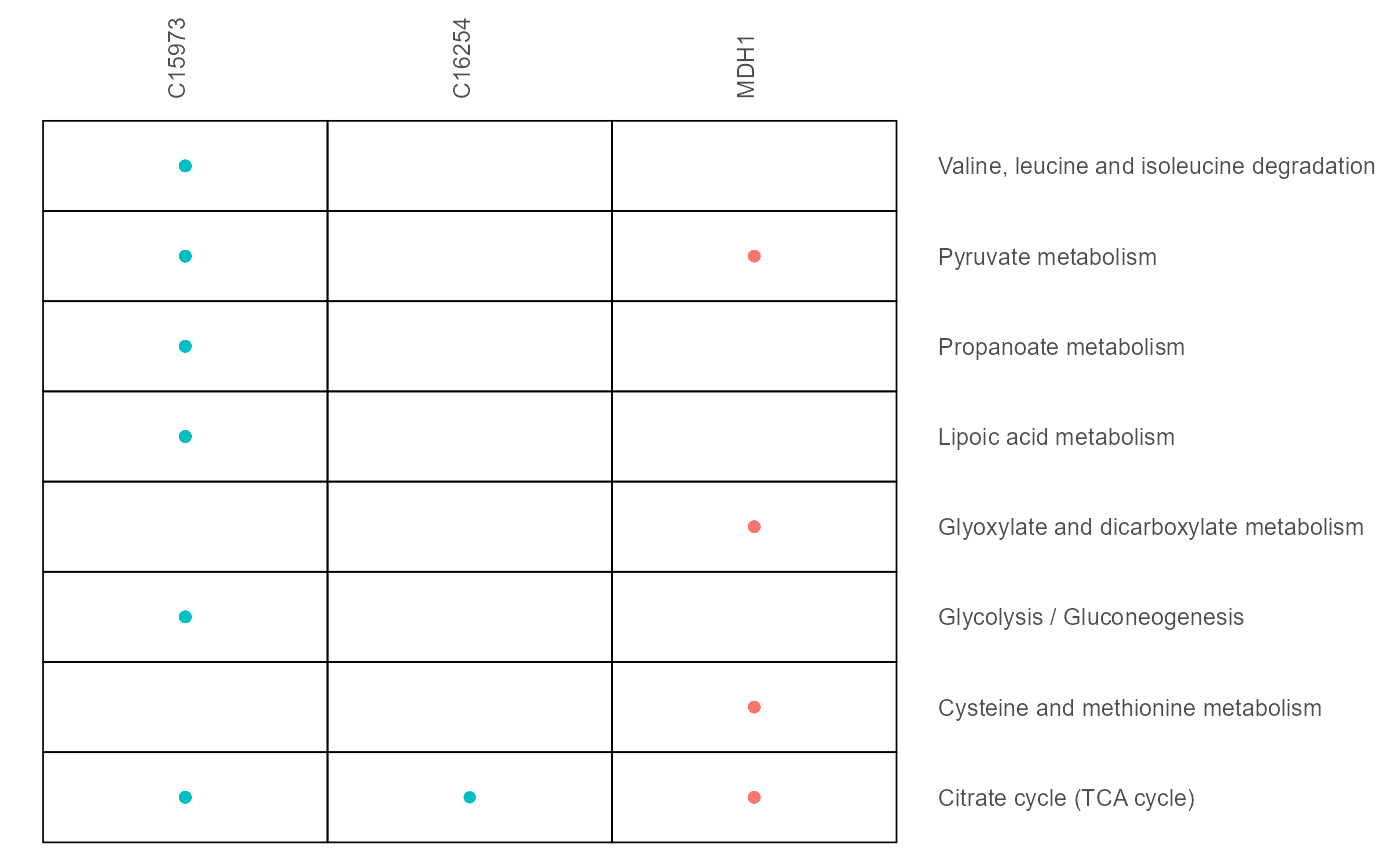 C15973
C16254
MDH1
Valine, leucine and isoleucine degradation
Pyruvate metabolism
Propanoate metabolism
Lipoic acid metabolism
Glyoxylate and dicarboxylate metabolism
Glycolysis / Gluconeogenesis
Cysteine and methionine metabolism
Citrate cycle (TCA cycle)